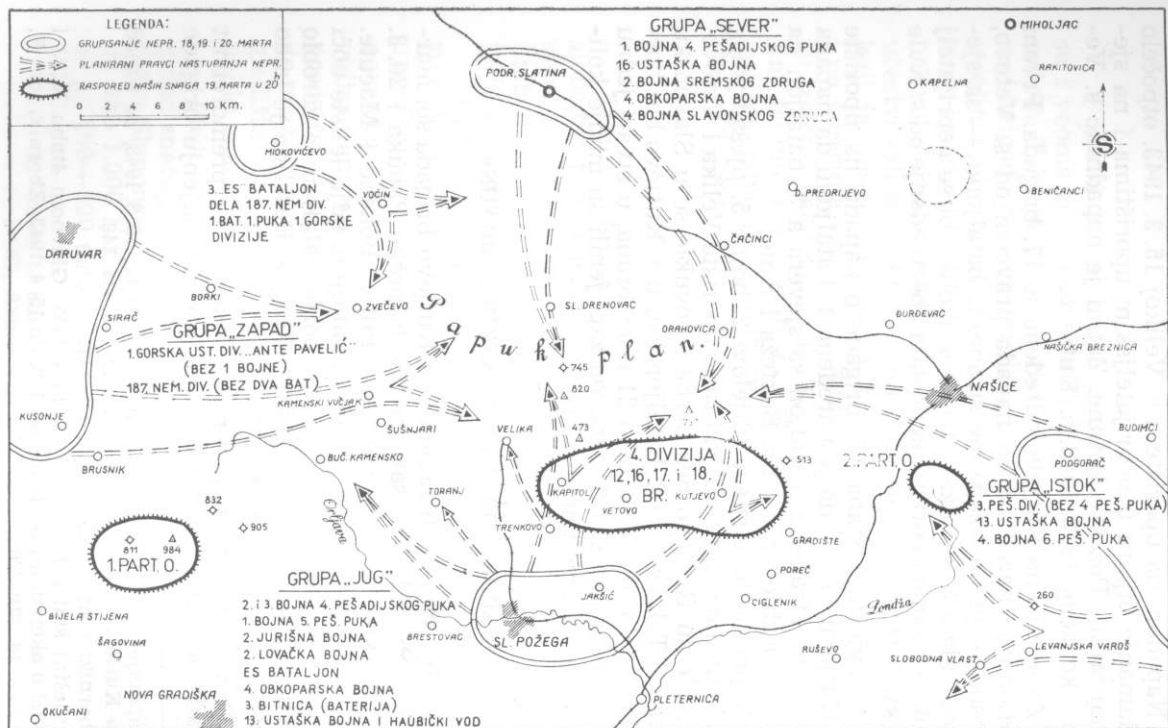 LEGENDA:
GRUPISANJE NEPR. 18, 19. i 20. MARTA
PLANIRANI PRAVCI NASTUPANJA NEPR.
RASPORED NAŠIH SNAGA 19. MARTA U 20h
0 2 4 6 8 10 KM.
GRUPA „SEVER"
1. BOJNA 4. PEŠADIJSKOG PUKA
16. USTAŠKA BOJNA
2. BOJNA SREMSKOG ZDRUGA
4. OBKOPARSKA BOJNA
4. BOJNA SLAVONSKOG ZDRUGA
MIHOLJAC
RAKITOVICA
KAPELNA
S
BENIČANCI
D. PREDRIJEVO
PODR. SLATINA
MIOKOVIĆEVO
VOĆIN
3. ES BATALJON
DELA 187. NEM. DIV.
1. BAT. 1. PUKA 1. GORSKE
DIVIZIJE
DARUVAR
ČAČINCI
BORKI
SIRAČ
ZVEČEVO
SL. DRENOVAC
ĐURĐEVAC
ORAHOVICA
NAŠIČKA BREZNICA
Papuk plan.
GRUPA „ZAPAD"
1. GORSKA UST. DIV. „ANTE PAVELIĆ"
(BEZ 1 BOJNE)
187. NEM. DIV. (BEZ DVA BAT)
745
820
NAŠICE
KAMENSKI VUČJAK
KUSONJE
ŠUŠNJARI
VELIKA
473
BUDIMCI
PODGORAČ
BRUSNIK
BUČ. KAMENSKO
4. DIVIZIJA
12, 16, 17. i 18.
BR.
KAPITOL
VETOVO
KUTJEVO
513
2. PART. O.
GRUPA „ISTOK"
3. PEŠ. DIV. (BEZ 4 PEŠ. PUKA)
13. USTAŠKA BOJNA
4. BOJNA 6. PEŠ. PUKA
832
905
TORANJ
Orljava
TRENKOVO
GRADIŠTE
811
984
1. PART. O.
POREČ
JAKŠIĆ
CIGLENIK
Londža
260
GRUPA „JUG"
2. i 3. BOJNA 4. PEŠADIJSKOG PUKA
1. BOJNA 5. PEŠ. PUKA
2. JURIŠNA BOJNA
2. LOVAČKA BOJNA
ES BATALJON
4. OBKOPARSKA BOJNA
3. BITNICA (BATERIJA)
13. USTAŠKA BOJNA I HAUBIČKI VOD
BIJELA STIJENA
ŠAGOVINA
BRESTOVAC
SL. POŽEGA
RUŠEVO
SLOBODNA VLAST
LEVANJSKA VAROŠ
NOVA GRADIŠKA
OKUČANI
PLETERNICA